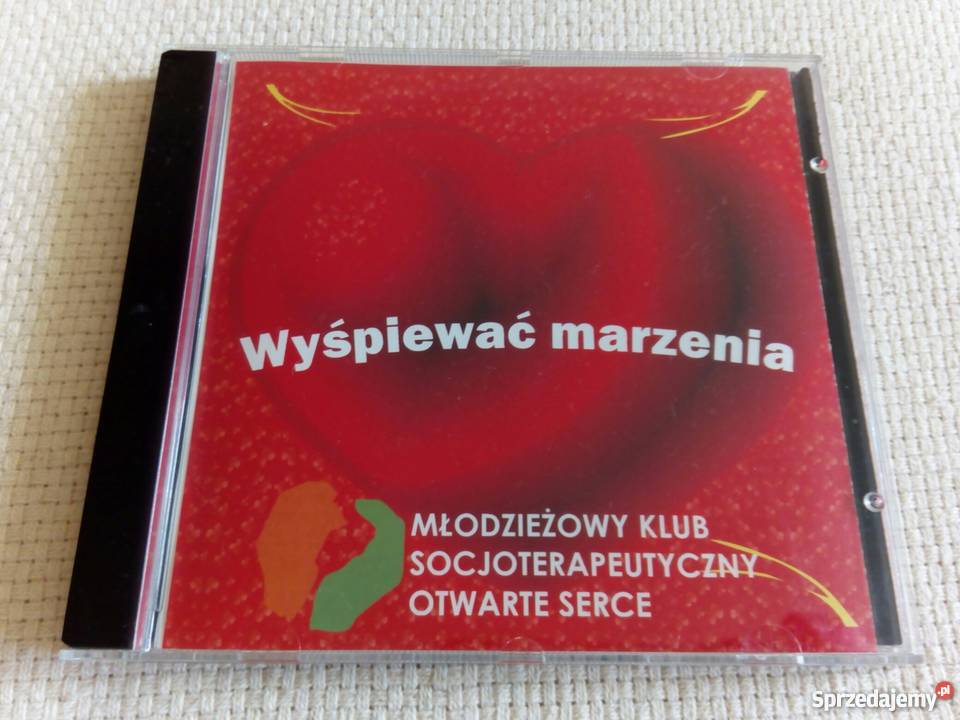 Wyśpiewać marzenia
MŁODZIEŻOWY KLUB
SOCJOTERAPEUTYCZNY
OTWARTE SERCE
Sprzedajemy.pl